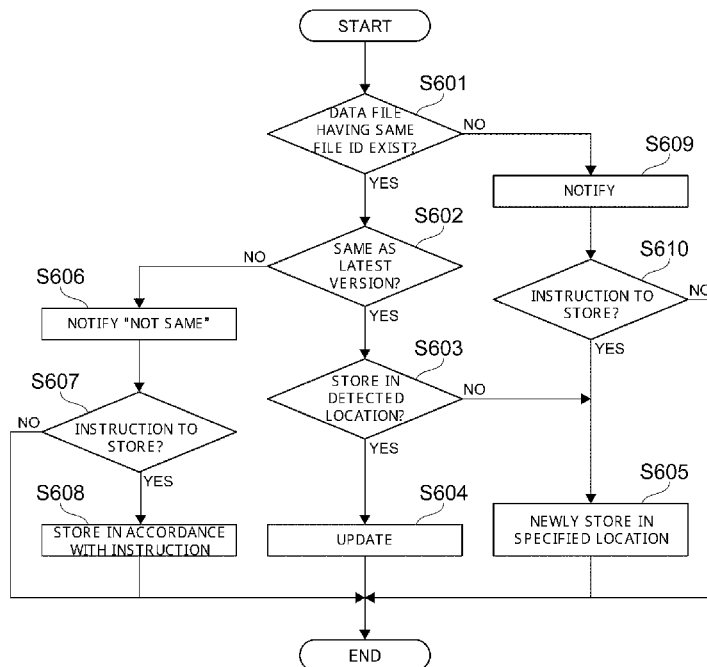 START
S601
DATA FILE
HAVING SAME
FILE ID EXIST?
NO
S609
YES
NOTIFY
S602
NO
SAME AS
LATEST
VERSION?
S610
S606
INSTRUCTION TO
STORE?
NO
NOTIFY "NOT SAME"
YES
S603
YES
S607
STORE IN
DETECTED
LOCATION?
NO
NO
INSTRUCTION TO
STORE?
YES
S605
YES
S608
S604
STORE IN ACCORDANCE
WITH INSTRUCTION
UPDATE
NEWLY STORE IN
SPECIFIED LOCATION
END